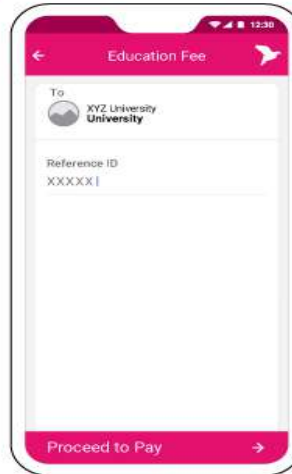 12:30
Education Fee
To
XYZ University
University
Reference ID
XXXXX
Proceed to Pay